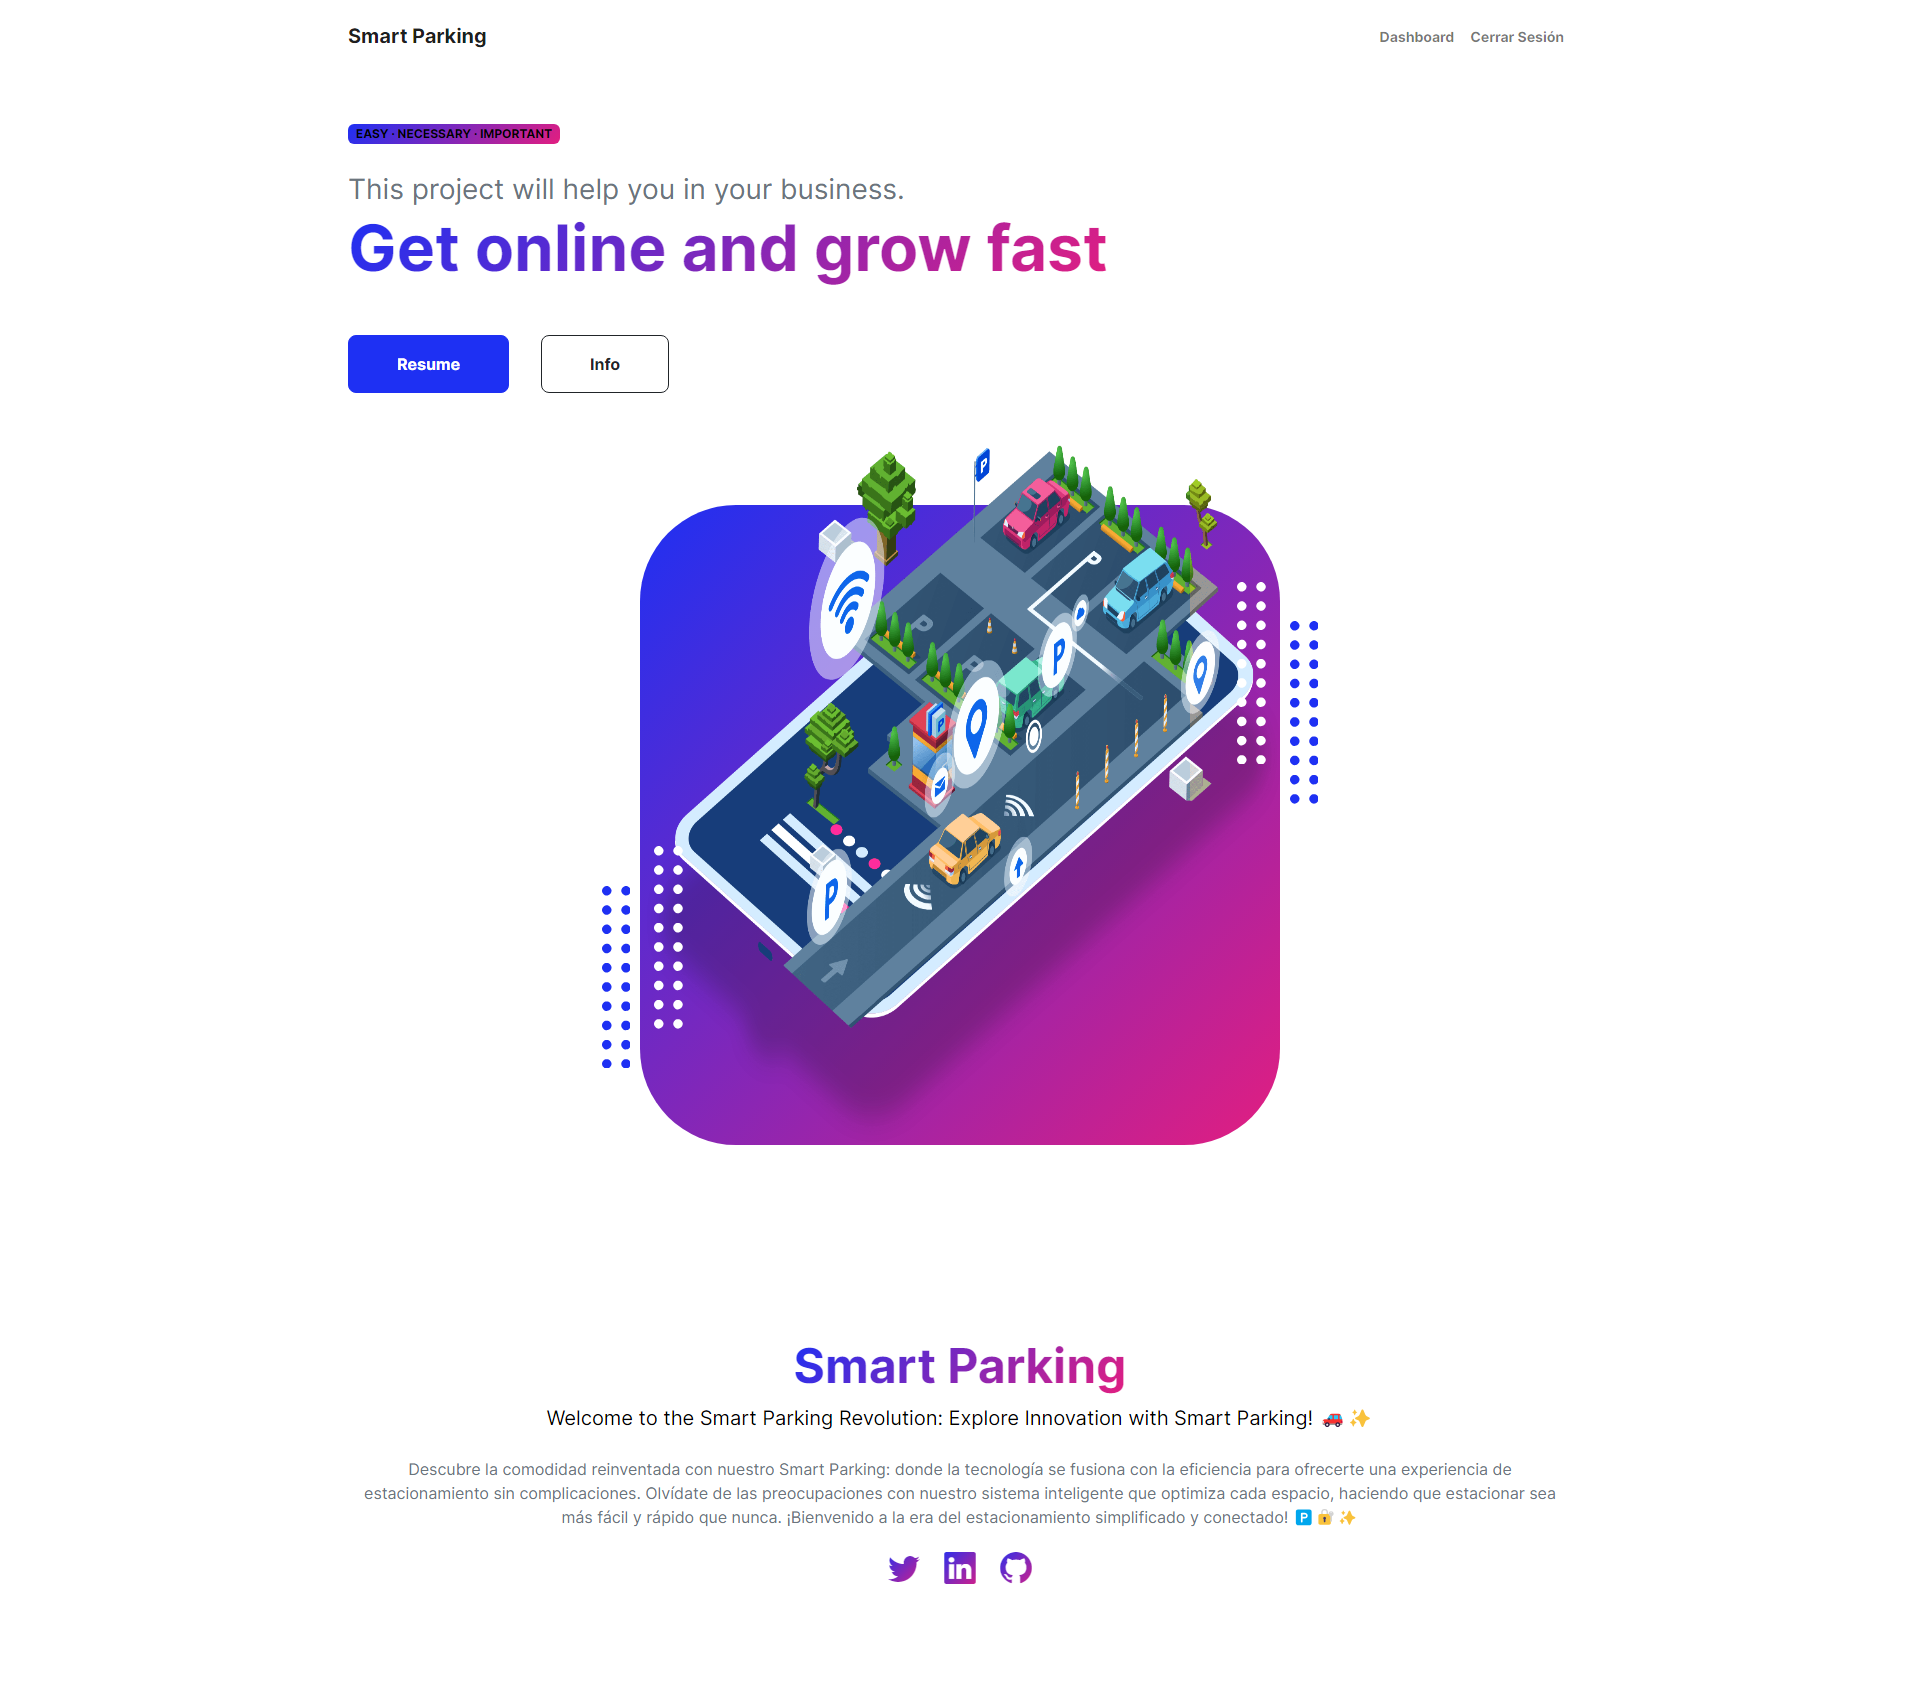 Smart Parking
Dashboard
Cerrar Sesión
EASY · NECESSARY · IMPORTANT
This project will help you in your business.
Get online and grow fast
Resume
Info
P
P
P
P
P
P
Smart Parking
Welcome to the Smart Parking Revolution: Explore Innovation with Smart Parking! 🚗✨
Descubre la comodidad reinventada con nuestro Smart Parking: donde la tecnología se fusiona con la eficiencia para ofrecerte una experiencia de
estacionamiento sin complicaciones. Olvídate de las preocupaciones con nuestro sistema inteligente que optimiza cada espacio, haciendo que estacionar sea
más fácil y rápido que nunca. ¡Bienvenido a la era del estacionamiento simplificado y conectado! 🅿️🔐✨
in